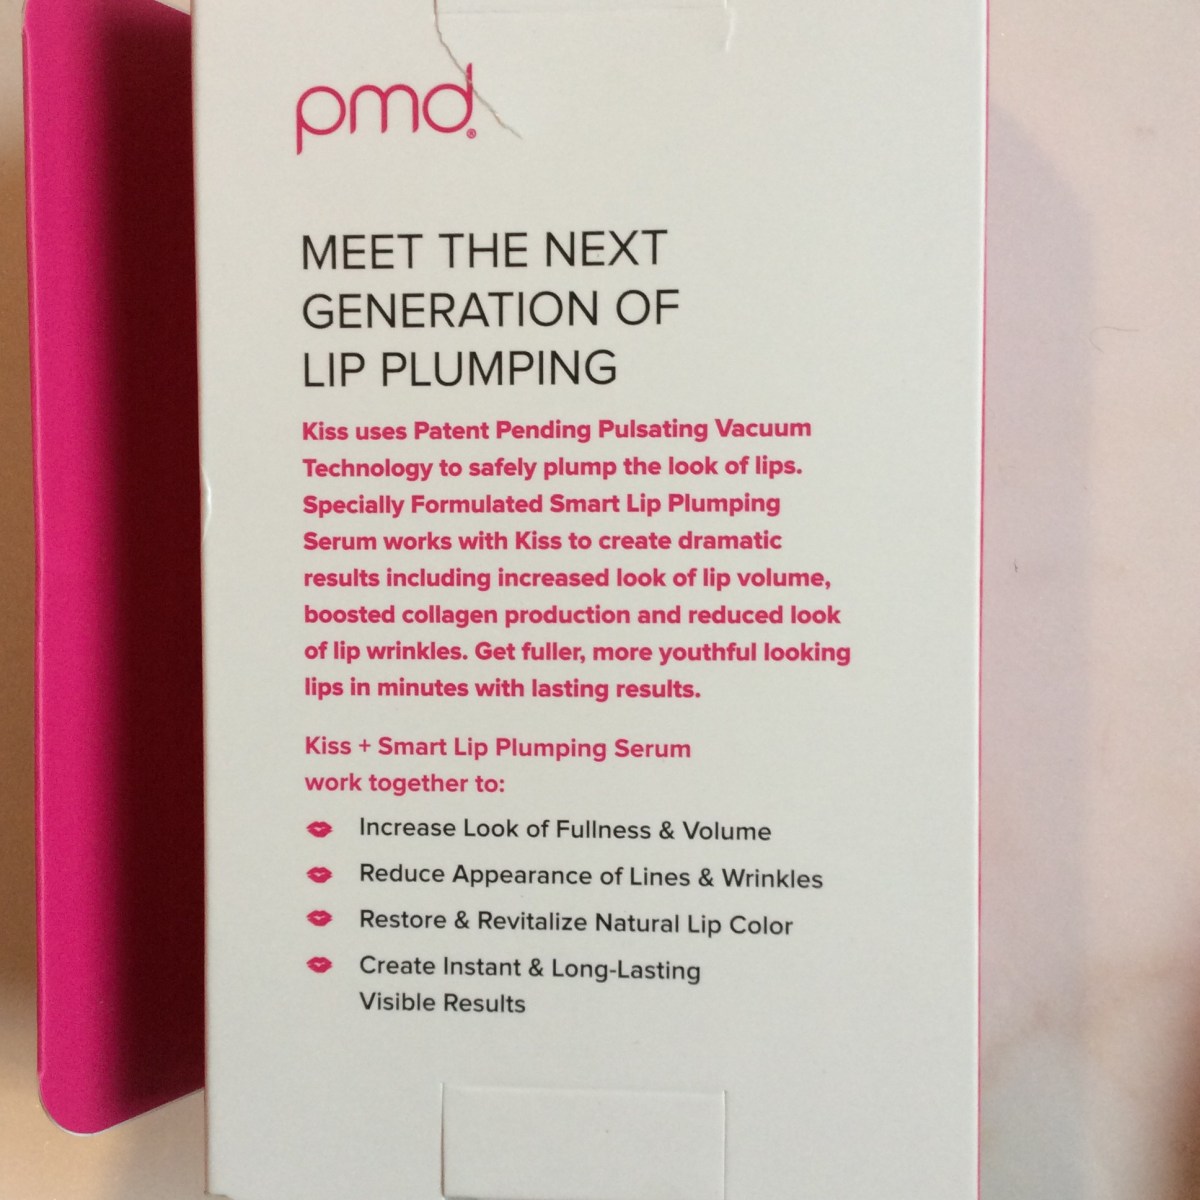 pmd®
MEET THE NEXT
GENERATION OF
LIP PLUMPING
Kiss uses Patent Pending Pulsating Vacuum
Technology to safely plump the look of lips.
Specially Formulated Smart Lip Plumping
Serum works with Kiss to create dramatic
results including increased look of lip volume,
boosted collagen production and reduced look
of lip wrinkles. Get fuller, more youthful looking
lips in minutes with lasting results.
Kiss + Smart Lip Plumping Serum
work together to:
Increase Look of Fullness & Volume
Reduce Appearance of Lines & Wrinkles
Restore & Revitalize Natural Lip Color
Create Instant & Long-Lasting
Visible Results